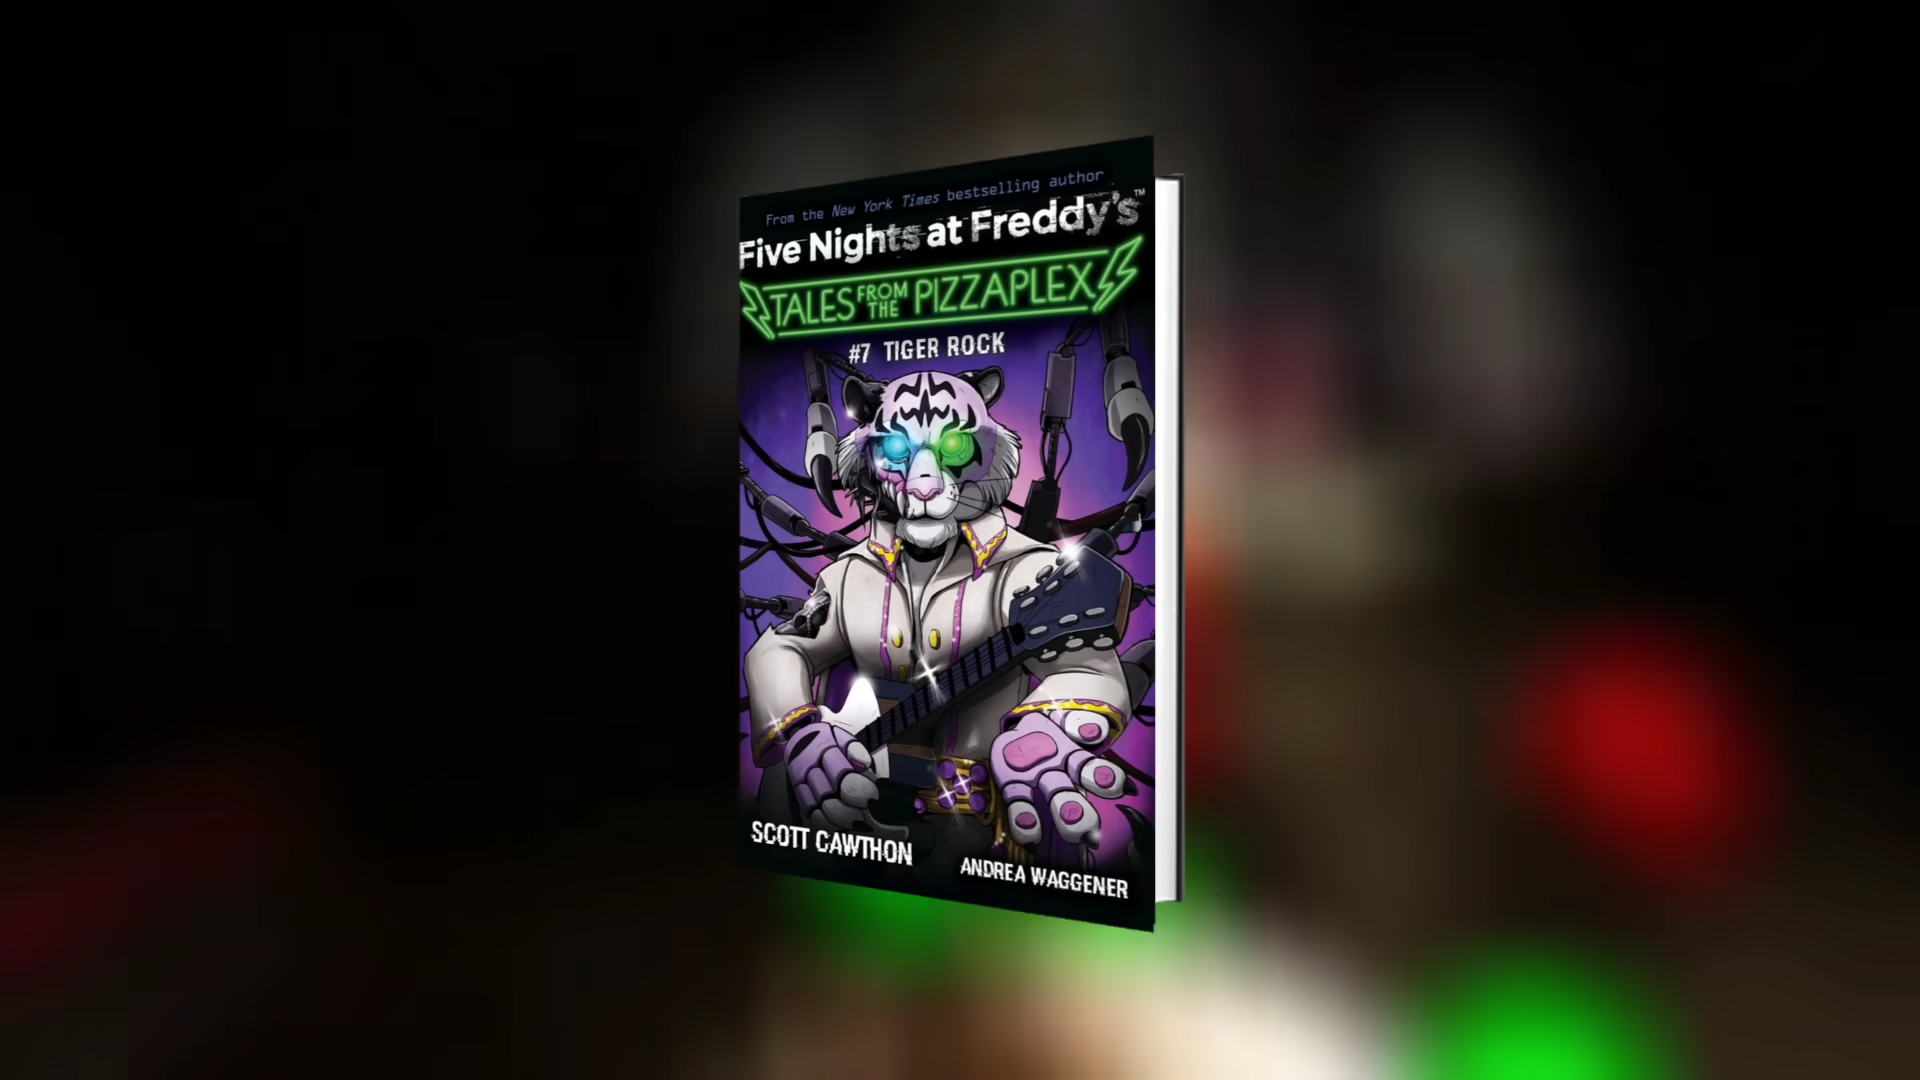 From the New York Times bestselling author
Five Nights at Freddy's™
TALES FROM THE PIZZAPLEX
#7 TIGER ROCK
SCOTT CAWTHON
ANDREA WAGGENER